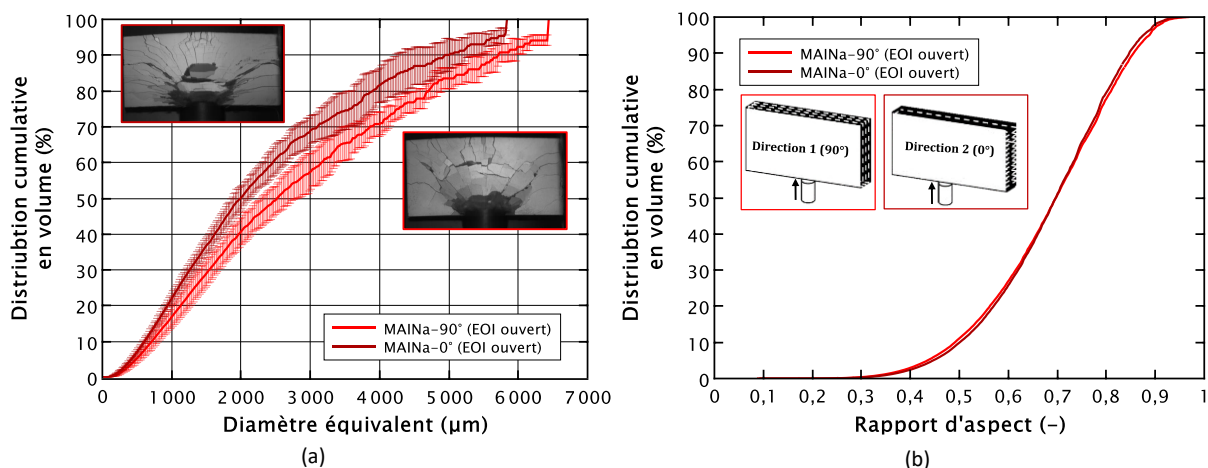 (a)
Distriubtion cumulative
en volume (%)
100
90
80
70
60
50
40
30
20
10
0
MAINa-90° (EOI ouvert)
MAINa-0° (EOI ouvert)
0 1 000 2 000 3 000 4 000 5 000 6 000 7 000
Diamètre équivalent (µm)
(a)
(b)
Distriubtion cumulative
en volume (%)
100
90
80
70
60
50
40
30
20
10
0
MAINa-90° (EOI ouvert)
MAINa-0° (EOI ouvert)
Direction 1 (90°)
Direction 2 (0°)
0 0,1 0,2 0,3 0,4 0,5 0,6 0,7 0,8 0,9 1
Rapport d'aspect (-)
(b)